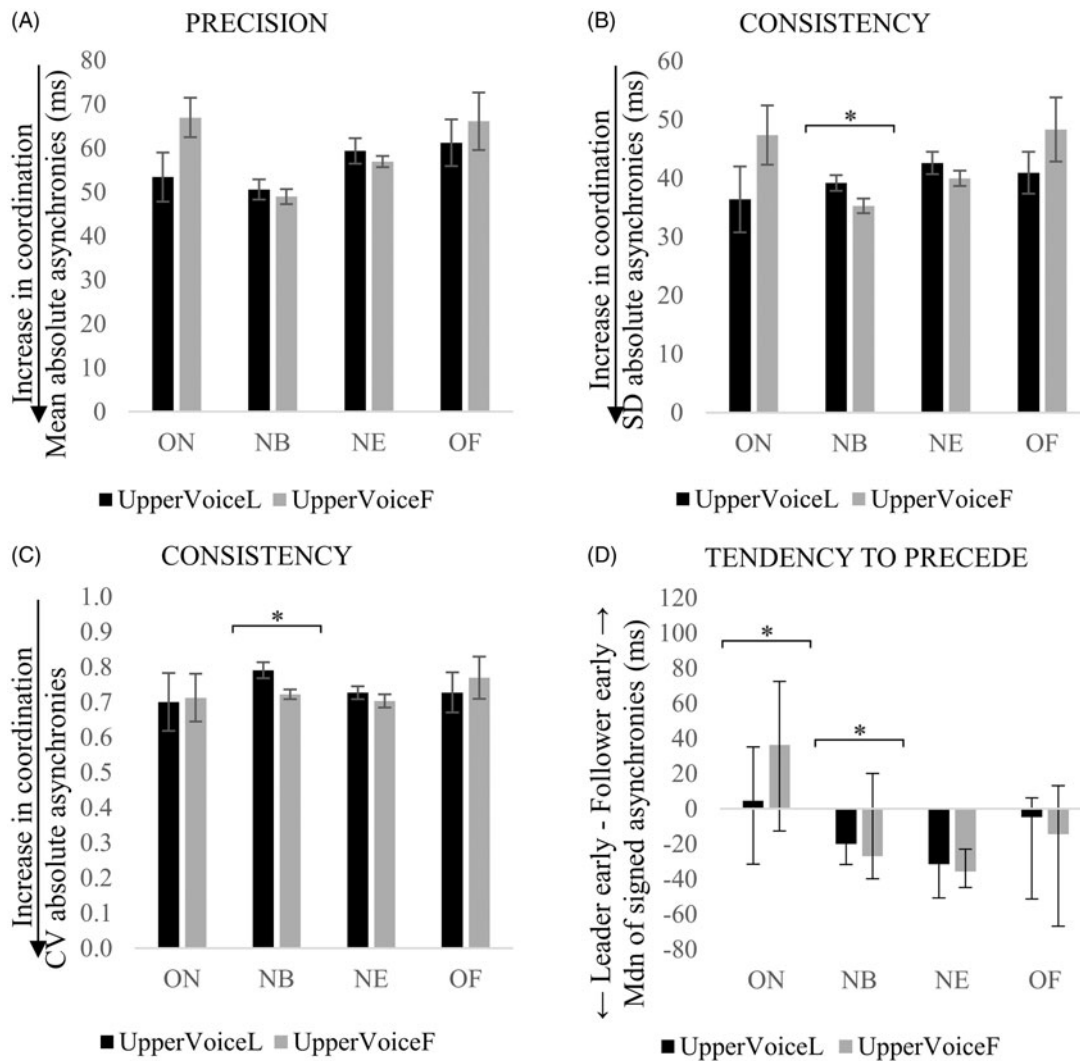 (A) PRECISION
Increase in coordination
Mean absolute asynchronies (ms)
80
70
60
50
40
30
20
10
0
ON NB NE OF
UpperVoiceL UpperVoiceF
(B) CONSISTENCY
Increase in coordination
SD absolute asynchronies (ms)
60
50
40
30
20
10
0
*
ON NB NE OF
UpperVoiceL UpperVoiceF
(C) CONSISTENCY
Increase in coordination
CV absolute asynchronies
1.0
0.9
0.8
0.7
0.6
0.5
0.4
0.3
0.2
0.1
0.0
*
ON NB NE OF
UpperVoiceL UpperVoiceF
(D) TENDENCY TO PRECEDE
← Leader early - Follower early →
Mdn of signed asynchronies (ms)
120
100
80
60
40
20
0
-20
-40
-60
-80
*
*
ON NB NE OF
UpperVoiceL UpperVoiceF